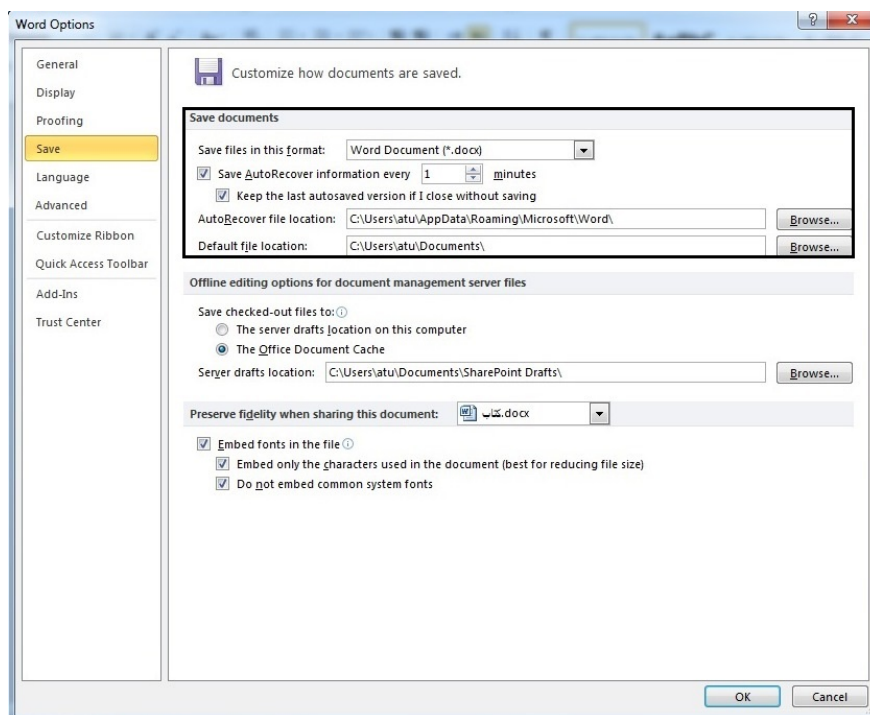 Word Options
General
Display
Proofing
Save
Language
Advanced
Customize Ribbon
Quick Access Toolbar
Add-Ins
Trust Center
Customize how documents are saved.
Save documents
Save files in this format: Word Document (*.docx)
Save AutoRecover information every 1 minutes
Keep the last autosaved version if I close without saving
AutoRecover file location: C:\Users\atu\AppData\Roaming\Microsoft\Word\ Browse...
Default file location: C:\Users\atu\Documents\ Browse...
Offline editing options for document management server files
Save checked-out files to:
The server drafts location on this computer
The Office Document Cache
Server drafts location: C:\Users\atu\Documents\SharePoint Drafts\ Browse...
Preserve fidelity when sharing this document: كتاب.docx
Embed fonts in the file
Embed only the characters used in the document (best for reducing file size)
Do not embed common system fonts
OK Cancel